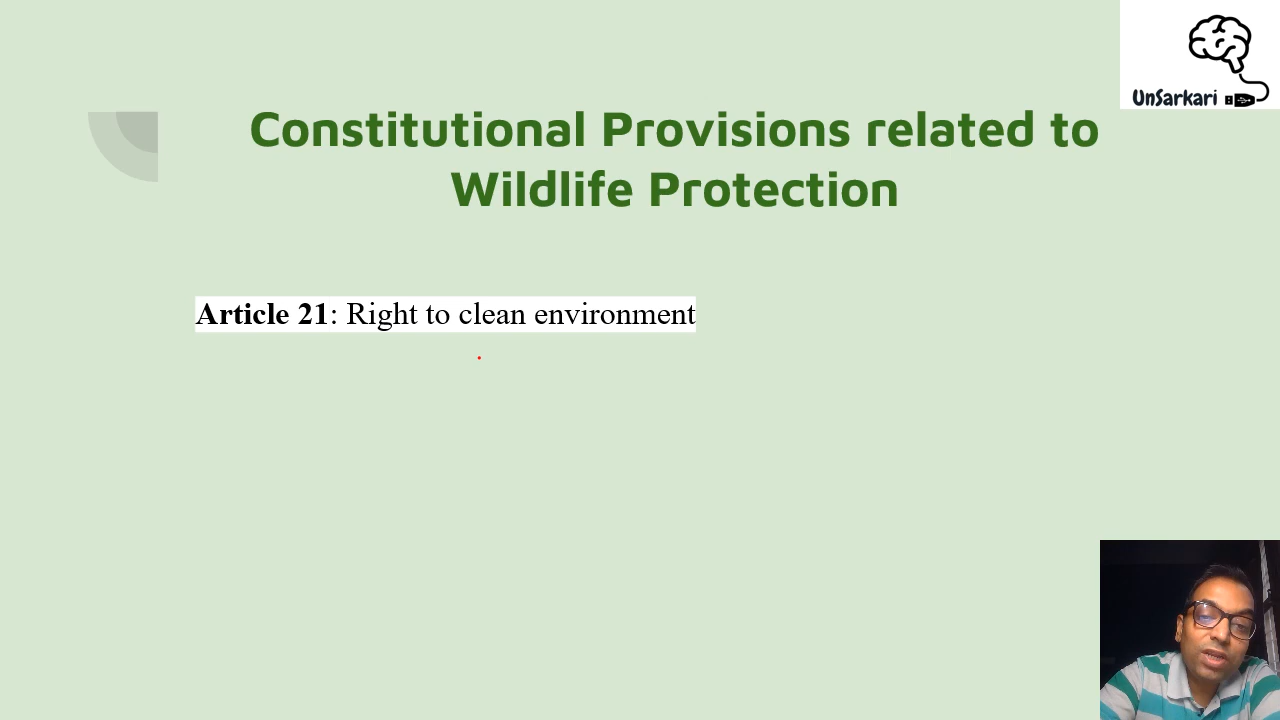 UnSarkari
Constitutional Provisions related to
Wildlife Protection
Article 21: Right to clean environment